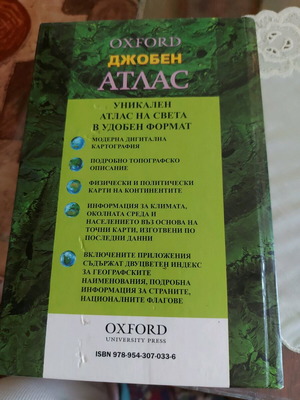 OXFORD
ДЖОБЕН
АТЛАС
УНИКАЛЕН
АТЛАС НА СВЕТА
В УДОБЕН ФОРМАТ
МОДЕРНА ДИГИТАЛНА
КАРТОГРАФИЯ
ПОДРОБНО ТОПОГРАФСКО
ОПИСАНИЕ
ФИЗИЧЕСКИ И ПОЛИТИЧЕСКИ
КАРТИ НА КОНТИНЕНТИТЕ
ИНФОРМАЦИЯ ЗА КЛИМАТА,
ОКОЛНАТА СРЕДА И
НАСЕЛЕНИЕТО ВЪЗ ОСНОВА НА
ТОЧНИ КАРТИ, ИЗГОТВЕНИ ПО
ПОСЛЕДНИ ДАННИ
ВКЛЮЧЕНИТЕ ПРИЛОЖЕНИЯ
СЪДЪРЖАТ ДВУЦВЕТЕН ИНДЕКС
ЗА ГЕОГРАФСКИТЕ
НАИМЕНОВАНИЯ, ПОДРОБНА
ИНФОРМАЦИЯ ЗА СТРАНИТЕ,
НАЦИОНАЛНИТЕ ФЛАГОВЕ
OXFORD
UNIVERSITY PRESS
ISBN 978-954-307-033-6